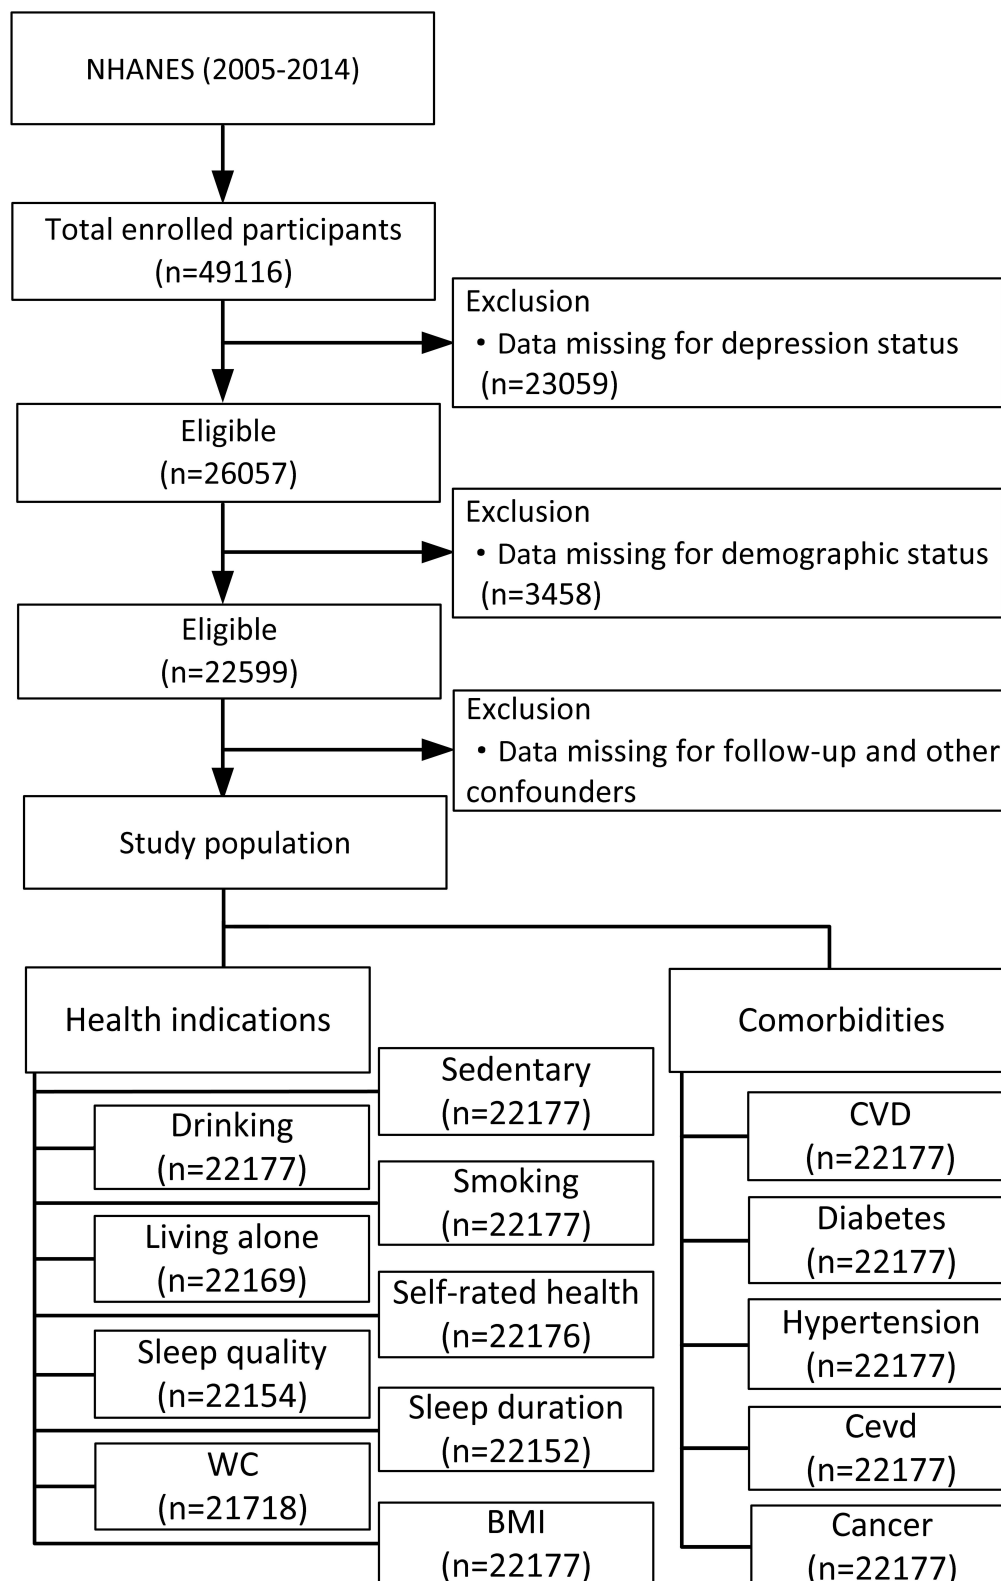 NHANES (2005-2014)
Total enrolled participants
(n=49116)
Exclusion
• Data missing for depression status
(n=23059)
Eligible
(n=26057)
Exclusion
• Data missing for demographic status
(n=3458)
Eligible
(n=22599)
Exclusion
• Data missing for follow-up and other
confounders
Study population
Health indications
Sedentary
(n=22177)
Drinking
(n=22177)
Smoking
(n=22177)
Living alone
(n=22169)
Self-rated health
(n=22176)
Sleep quality
(n=22154)
Sleep duration
(n=22152)
WC
(n=21718)
BMI
(n=22177)
Comorbidities
CVD
(n=22177)
Diabetes
(n=22177)
Hypertension
(n=22177)
Cevd
(n=22177)
Cancer
(n=22177)